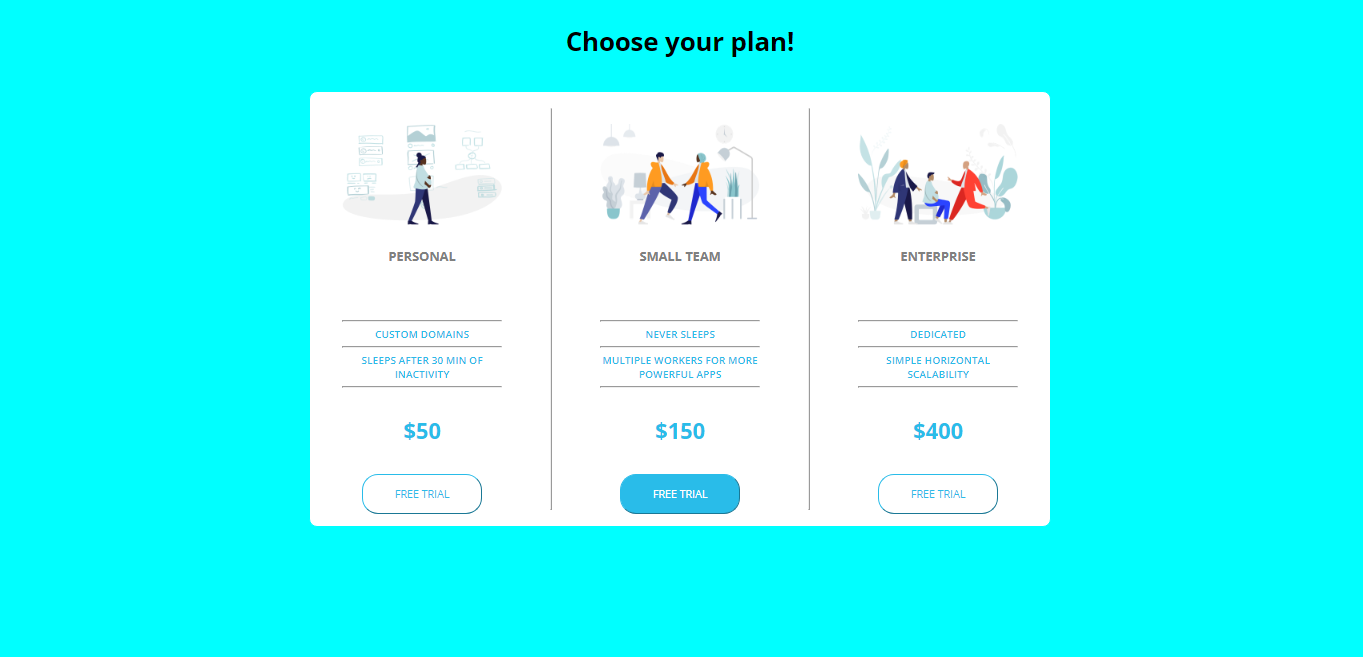 Choose your plan!
PERSONAL
CUSTOM DOMAINS
SLEEPS AFTER 30 MIN OF
INACTIVITY
$50
FREE TRIAL
SMALL TEAM
NEVER SLEEPS
MULTIPLE WORKERS FOR MORE
POWERFUL APPS
$150
FREE TRIAL
ENTERPRISE
DEDICATED
SIMPLE HORIZONTAL
SCALABILITY
$400
FREE TRIAL